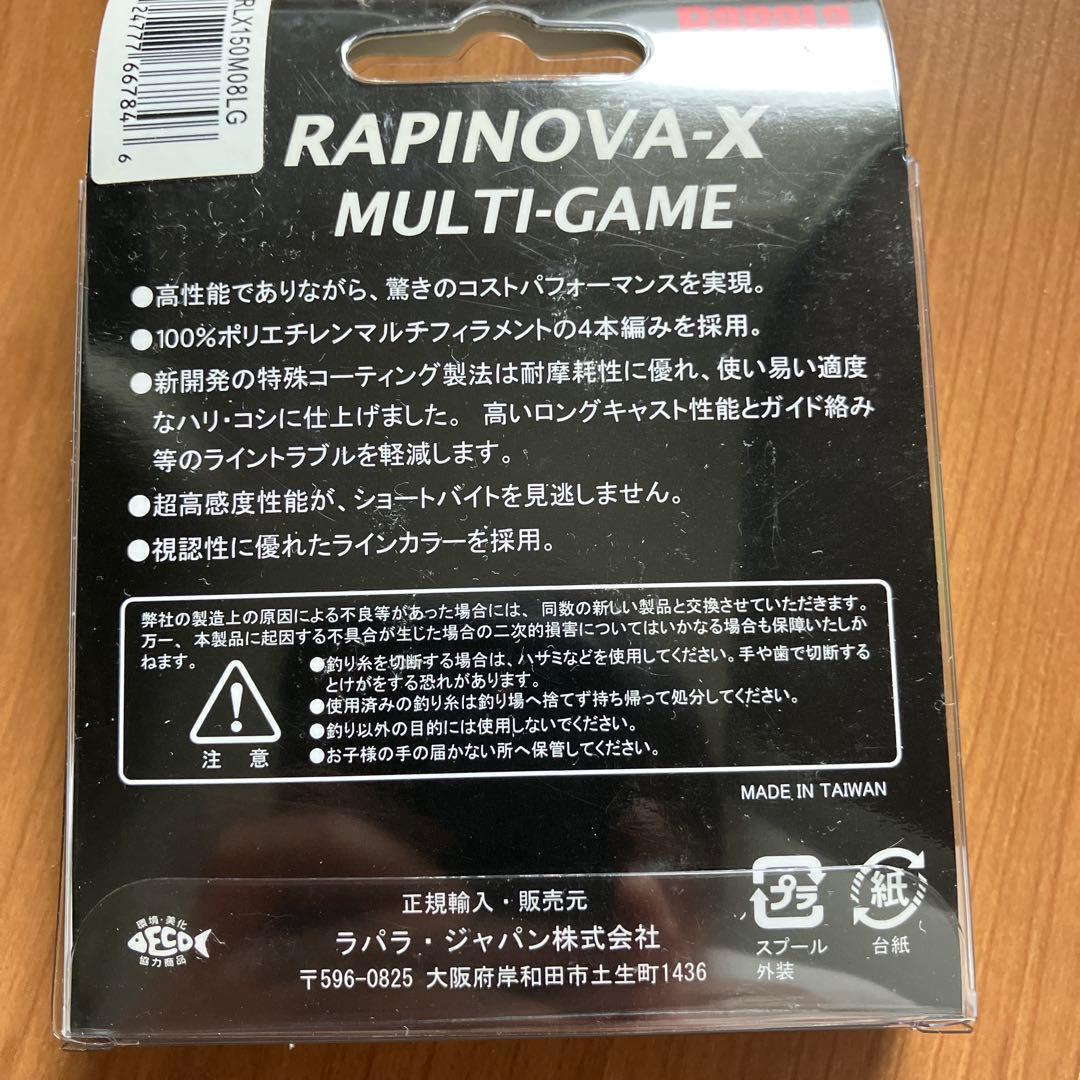 RLX150M08LG
24777 66784 6
Rapala
RAPINOVA-X
MULTI-GAME
●高性能でありながら、驚きのコストパフォーマンスを実現。
●100%ポリエチレンマルチフィラメントの4本編みを採用。
●新開発の特殊コーティング製法は耐摩耗性に優れ、使い易い適度
なハリ・コシに仕上げました。 高いロングキャスト性能とガイド絡み
等のライントラブルを軽減します。
●超高感度性能が、ショートバイトを見逃しません。
●視認性に優れたラインカラーを採用。
弊社の製造上の原因による不良等があった場合には、同数の新しい製品と交換させていただきます。
万一、本製品に起因する不具合が生じた場合の二次的損害についてはいかなる場合も保障いたしか
ねます。
●釣り糸を切断する場合は、ハサミなどを使用してください。手や歯で切断する
とけがをする恐れがあります。
●使用済みの釣り糸は釣り場へ捨てず持ち帰って処分してください。
●釣り以外の目的には使用しないでください。
●お子様の手の届かない所へ保管してください。
注 意
MADE IN TAIWAN
正規輸入・販売元
ラパラ・ジャパン株式会社
〒596-0825 大阪府岸和田市土生町1436
環境・美化
ECO
協力商品
プラ
スプール
外装
紙
台紙